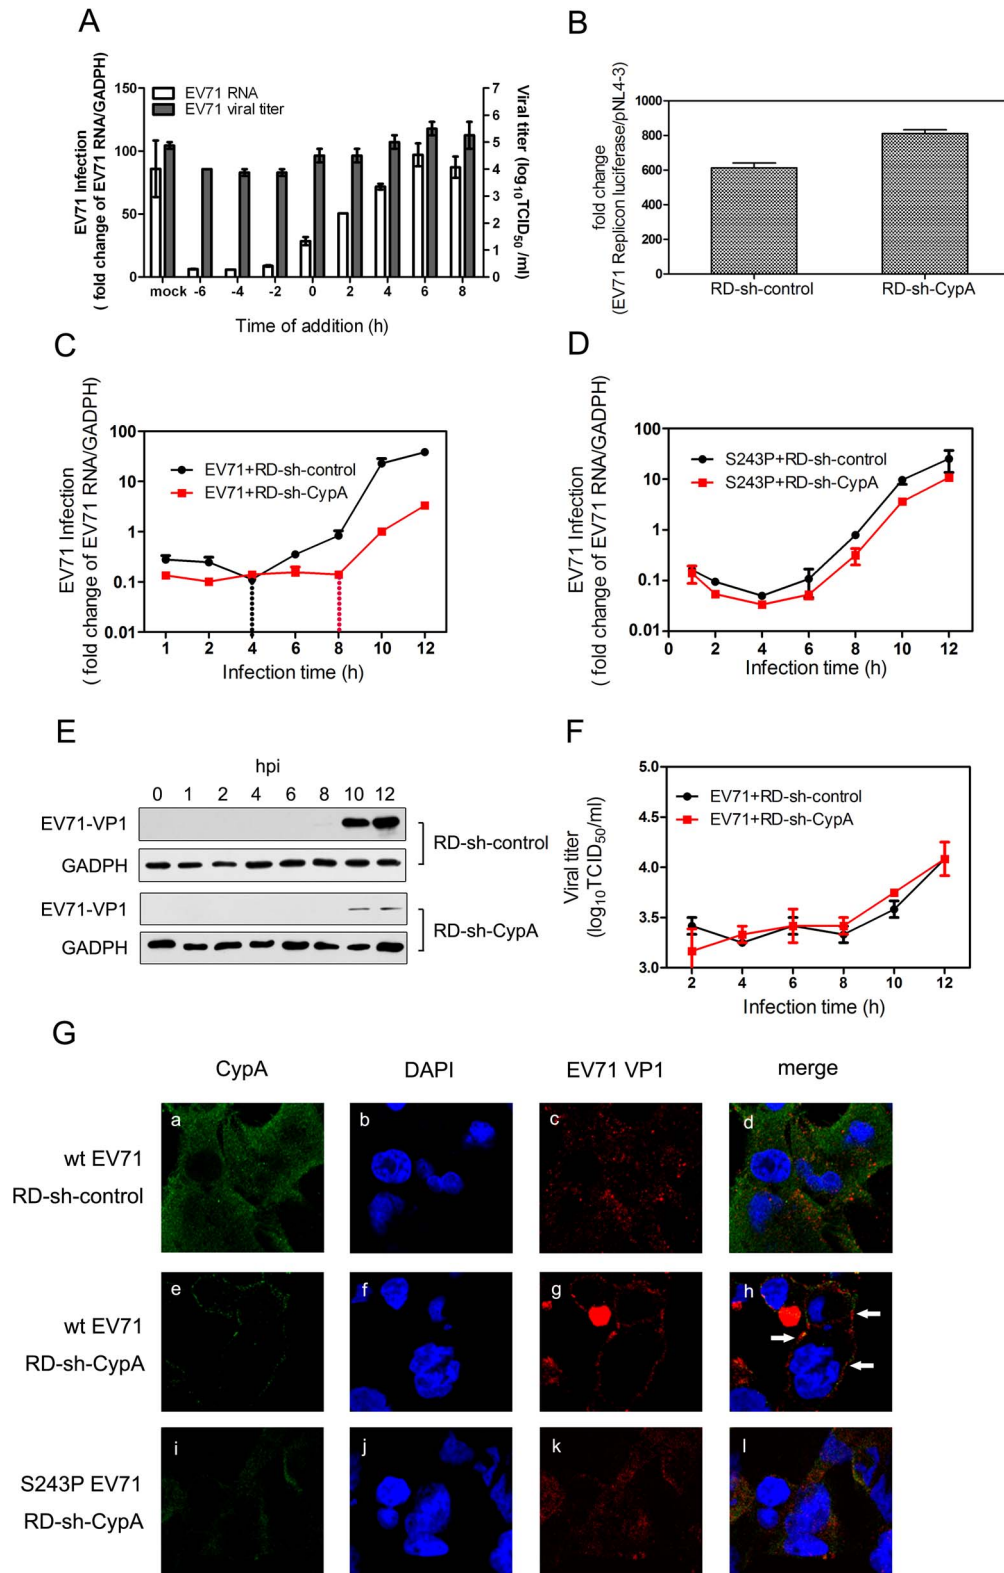 A
EV71 Infection
( fold change of EV71 RNA/GADPH)
150
100
50
0
EV71 RNA
EV71 viral titer
7
6
5
4
3
2
1
0
Viral titer (log10TCID50 /ml)
mock -6 -4 -2 0 2 4 6 8
Time of addition (h)
B
fold change
(EV71 Replicon luciferase/pNL4-3)
1000
800
600
400
200
0
RD-sh-control RD-sh-CypA
C
EV71 Infection
( fold change of EV71 RNA/GADPH)
100
10
1
0.1
0.01
EV71+RD-sh-control
EV71+RD-sh-CypA
1 2 4 6 8 10 12
Infection time (h)
D
EV71 Infection
( fold change of EV71 RNA/GADPH)
100
10
1
0.1
0.01
S243P+RD-sh-control
S243P+RD-sh-CypA
0 2 4 6 8 10 12
Infection time (h)
E
hpi
0 1 2 4 6 8 10 12
EV71-VP1
GADPH
RD-sh-control
EV71-VP1
GADPH
RD-sh-CypA
F
Viral titer
(log10TCID50/ml)
5.0
4.5
4.0
3.5
3.0
EV71+RD-sh-control
EV71+RD-sh-CypA
2 4 6 8 10 12
Infection time (h)
G
CypA DAPI EV71 VP1 merge
wt EV71
RD-sh-control
a b c d
wt EV71
RD-sh-CypA
e f g h
S243P EV71
RD-sh-CypA
i j k l